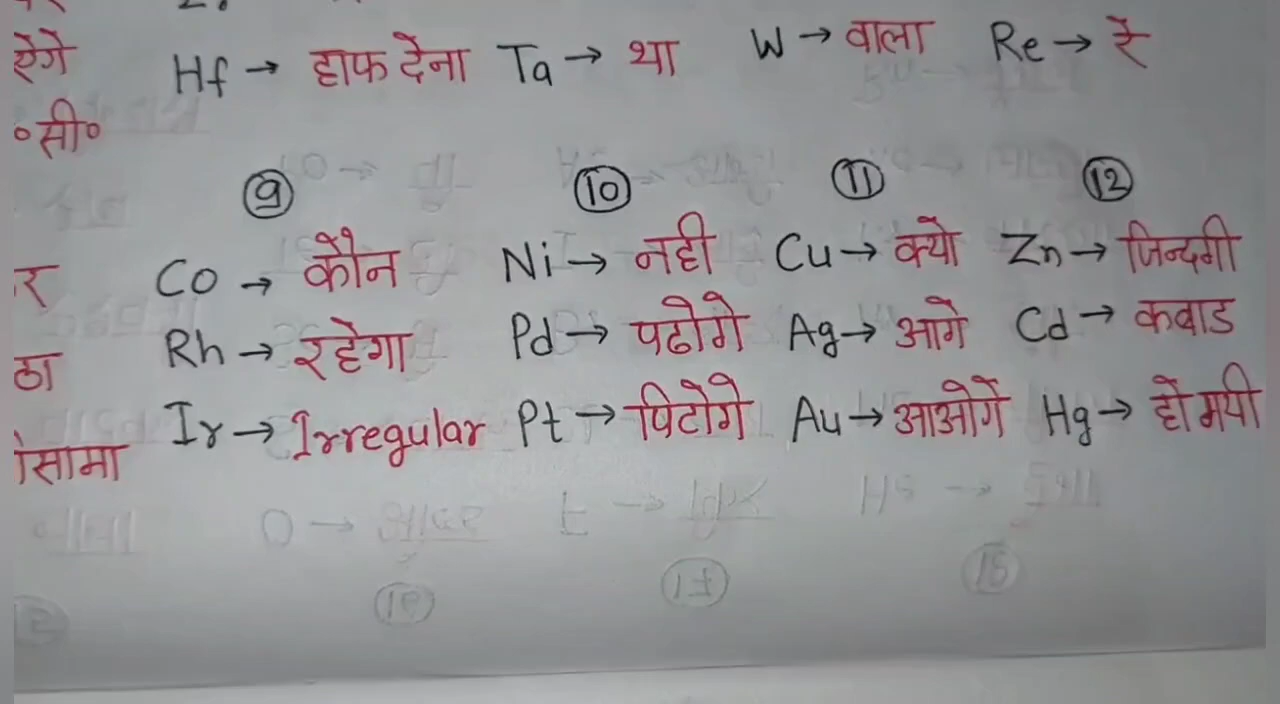 ऐंगे
Hf → हाफ देना Ta → था W → वाला Re → रे
॰सी॰
9 10 11 12
Co → कौन Ni → नही Cu → क्यो Zn → जिन्दगी
Rh → रहेगा Pd → पढोगे Ag → आगे Cd → कबाड
ठा
Ir → Irregular Pt → पिटोगे Au → आओगें Hg → हो गयी